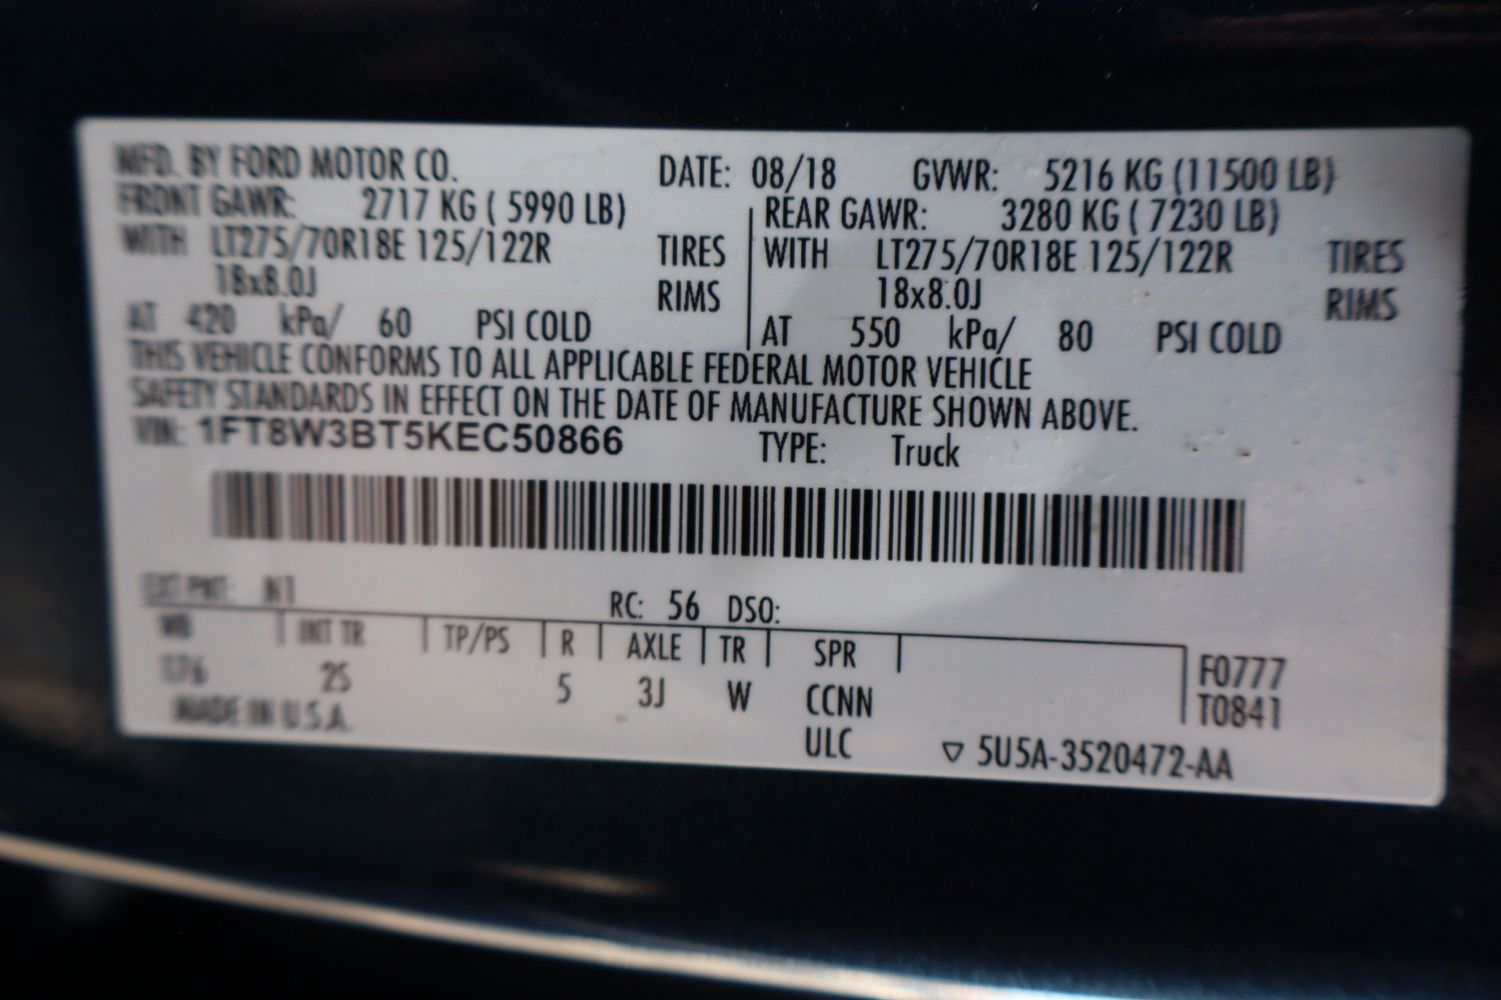 MFD. BY FORD MOTOR CO. DATE: 08/18 GVWR: 5216 KG (11500 LB)
FRONT GAWR: 2717 KG ( 5990 LB) REAR GAWR: 3280 KG ( 7230 LB)
WITH LT275/70R18E 125/122R TIRES WITH LT275/70R18E 125/122R TIRES
18x8.0J RIMS 18x8.0J RIMS
AT 420 kPa/ 60 PSI COLD AT 550 kPa/ 80 PSI COLD
THIS VEHICLE CONFORMS TO ALL APPLICABLE FEDERAL MOTOR VEHICLE
SAFETY STANDARDS IN EFFECT ON THE DATE OF MANUFACTURE SHOWN ABOVE.
VIN: 1FT8W3BT5KEC50866 TYPE: Truck
EXT PNT: N1 RC: 56 DSO:
WB INT TR TP/PS R AXLE TR SPR F0777
176 2S 5 3J W CCNN T0841
MADE IN U.S.A. ULC 5U5A-3520472-AA